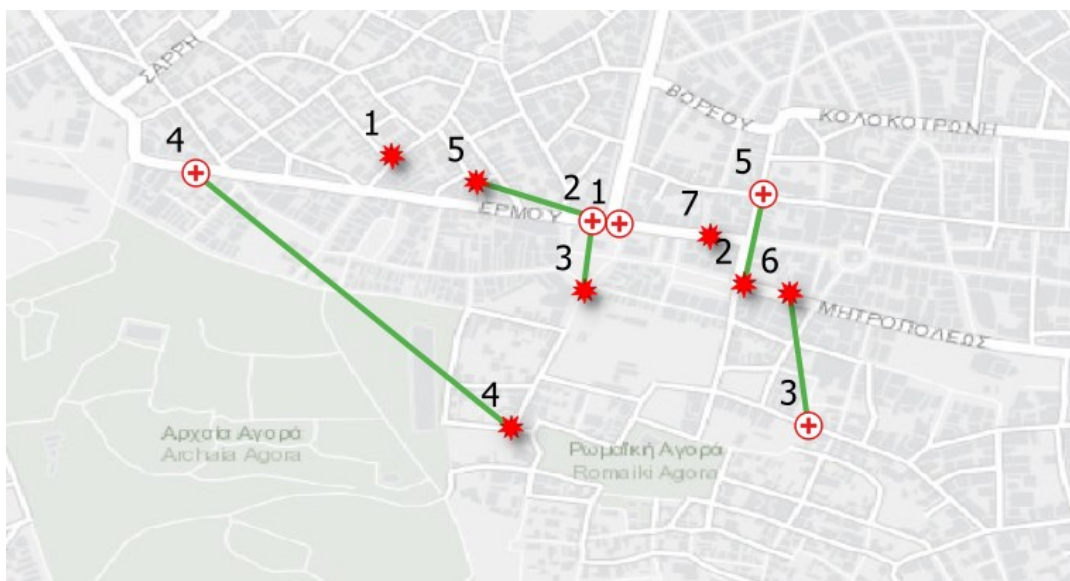 ΣΑΡΡΗ
ΒΟΡΕΟΥ
ΚΟΛΟΚΟΤΡΩΝΗ
1
4
5
5
2
1
7
ΕΡΜΟΥ
3
2
6
ΜΗΤΡΟΠΟΛΕΩΣ
4
3
Αρχαία Αγορά
Archaia Agora
Ρωμαϊκή Αγορά
Romaiki Agora